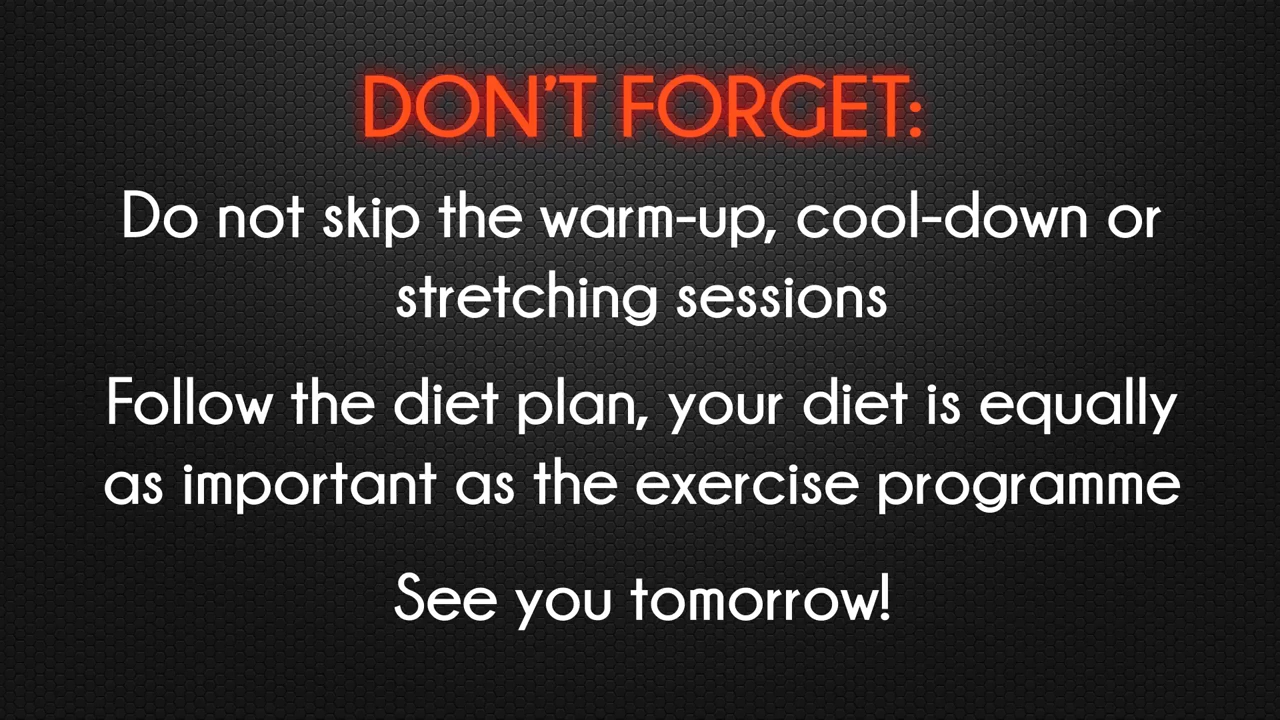 DON'T FORGET:
Do not skip the warm-up, cool-down or
stretching sessions
Follow the diet plan, your diet is equally
as important as the exercise programme
See you tomorrow!